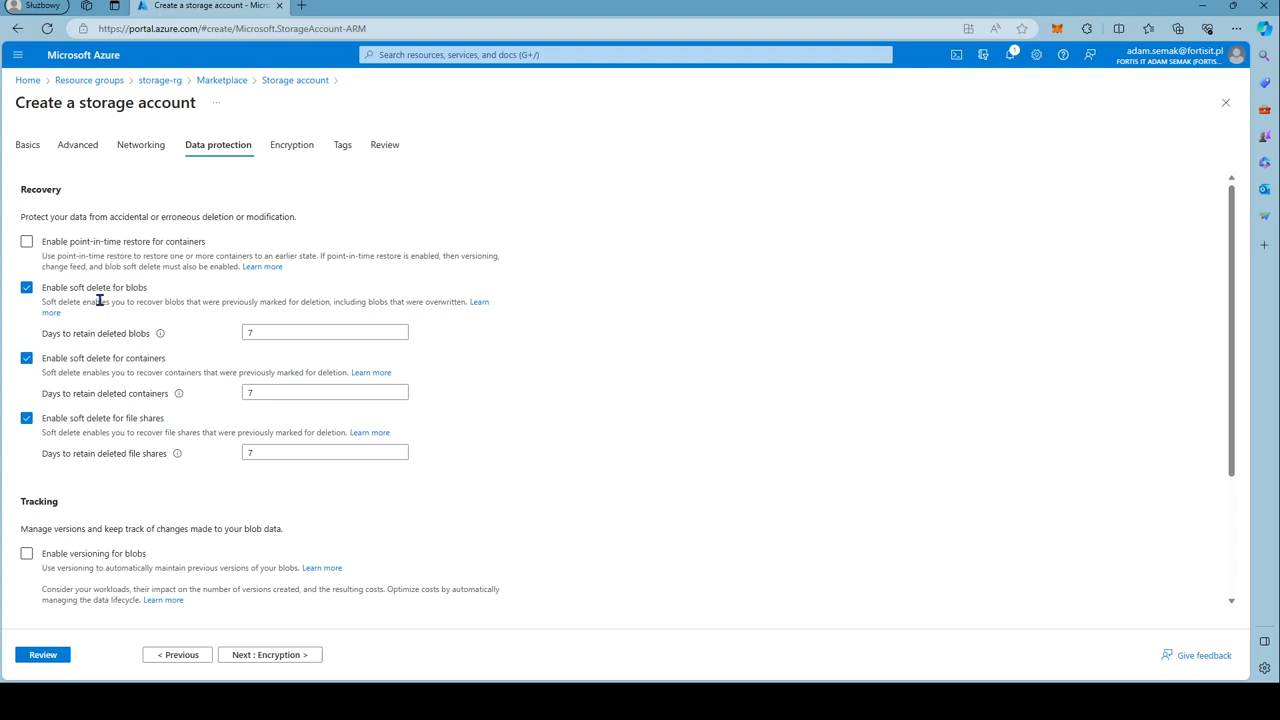 Służbowy
Create a storage account - Micro
https://portal.azure.com/#create/Microsoft.StorageAccount-ARM
Microsoft Azure
Search resources, services, and docs (G+/)
1
adam.semak@fortisit.pl
FORTIS IT ADAM SEMAK (FORTIS...
Home > Resource groups > storage-rg > Marketplace > Storage account >
Create a storage account ...
Basics Advanced Networking Data protection Encryption Tags Review
Recovery
Protect your data from accidental or erroneous deletion or modification.
Enable point-in-time restore for containers
Use point-in-time restore to restore one or more containers to an earlier state. If point-in-time restore is enabled, then versioning,
change feed, and blob soft delete must also be enabled. Learn more
Enable soft delete for blobs
Soft delete enables you to recover blobs that were previously marked for deletion, including blobs that were overwritten. Learn
more
Days to retain deleted blobs 7
Enable soft delete for containers
Soft delete enables you to recover containers that were previously marked for deletion. Learn more
Days to retain deleted containers 7
Enable soft delete for file shares
Soft delete enables you to recover file shares that were previously marked for deletion. Learn more
Days to retain deleted file shares 7
Tracking
Manage versions and keep track of changes made to your blob data.
Enable versioning for blobs
Use versioning to automatically maintain previous versions of your blobs. Learn more
Consider your workloads, their impact on the number of versions created, and the resulting costs. Optimize costs by automatically
managing the data lifecycle. Learn more
Review < Previous Next : Encryption > Give feedback